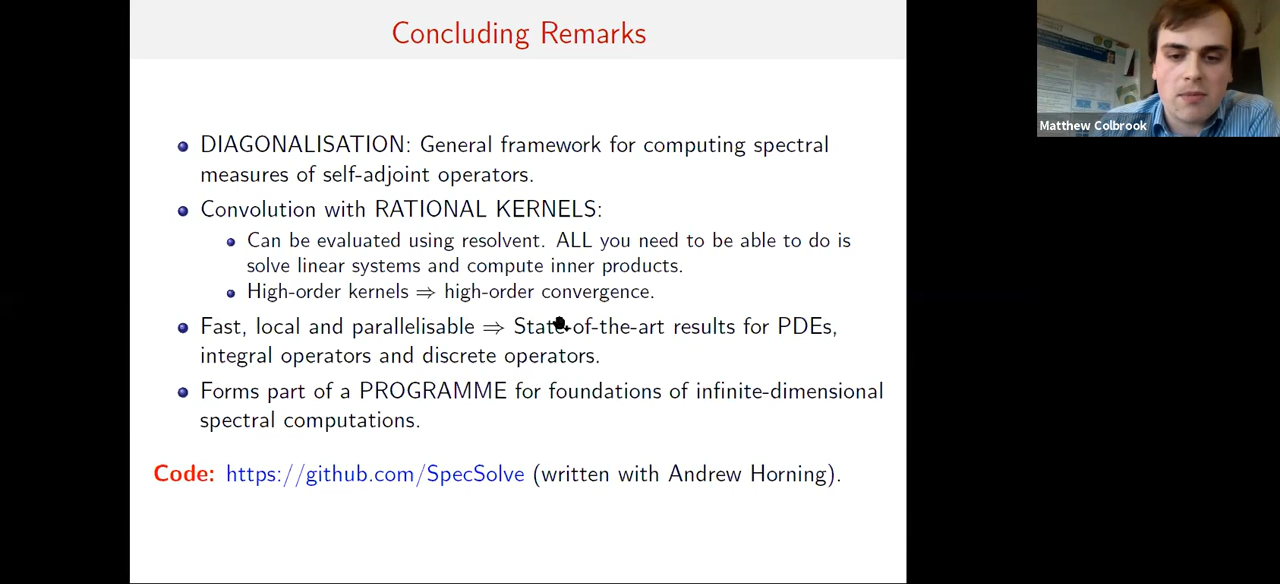 Concluding Remarks
DIAGONALISATION: General framework for computing spectral
measures of self-adjoint operators.
Convolution with RATIONAL KERNELS:
Can be evaluated using resolvent. ALL you need to be able to do is
solve linear systems and compute inner products.
High-order kernels ⇒ high-order convergence.
Fast, local and parallelisable ⇒ State-of-the-art results for PDEs,
integral operators and discrete operators.
Forms part of a PROGRAMME for foundations of infinite-dimensional
spectral computations.
Code: https://github.com/SpecSolve (written with Andrew Horning).
Matthew Colbrook